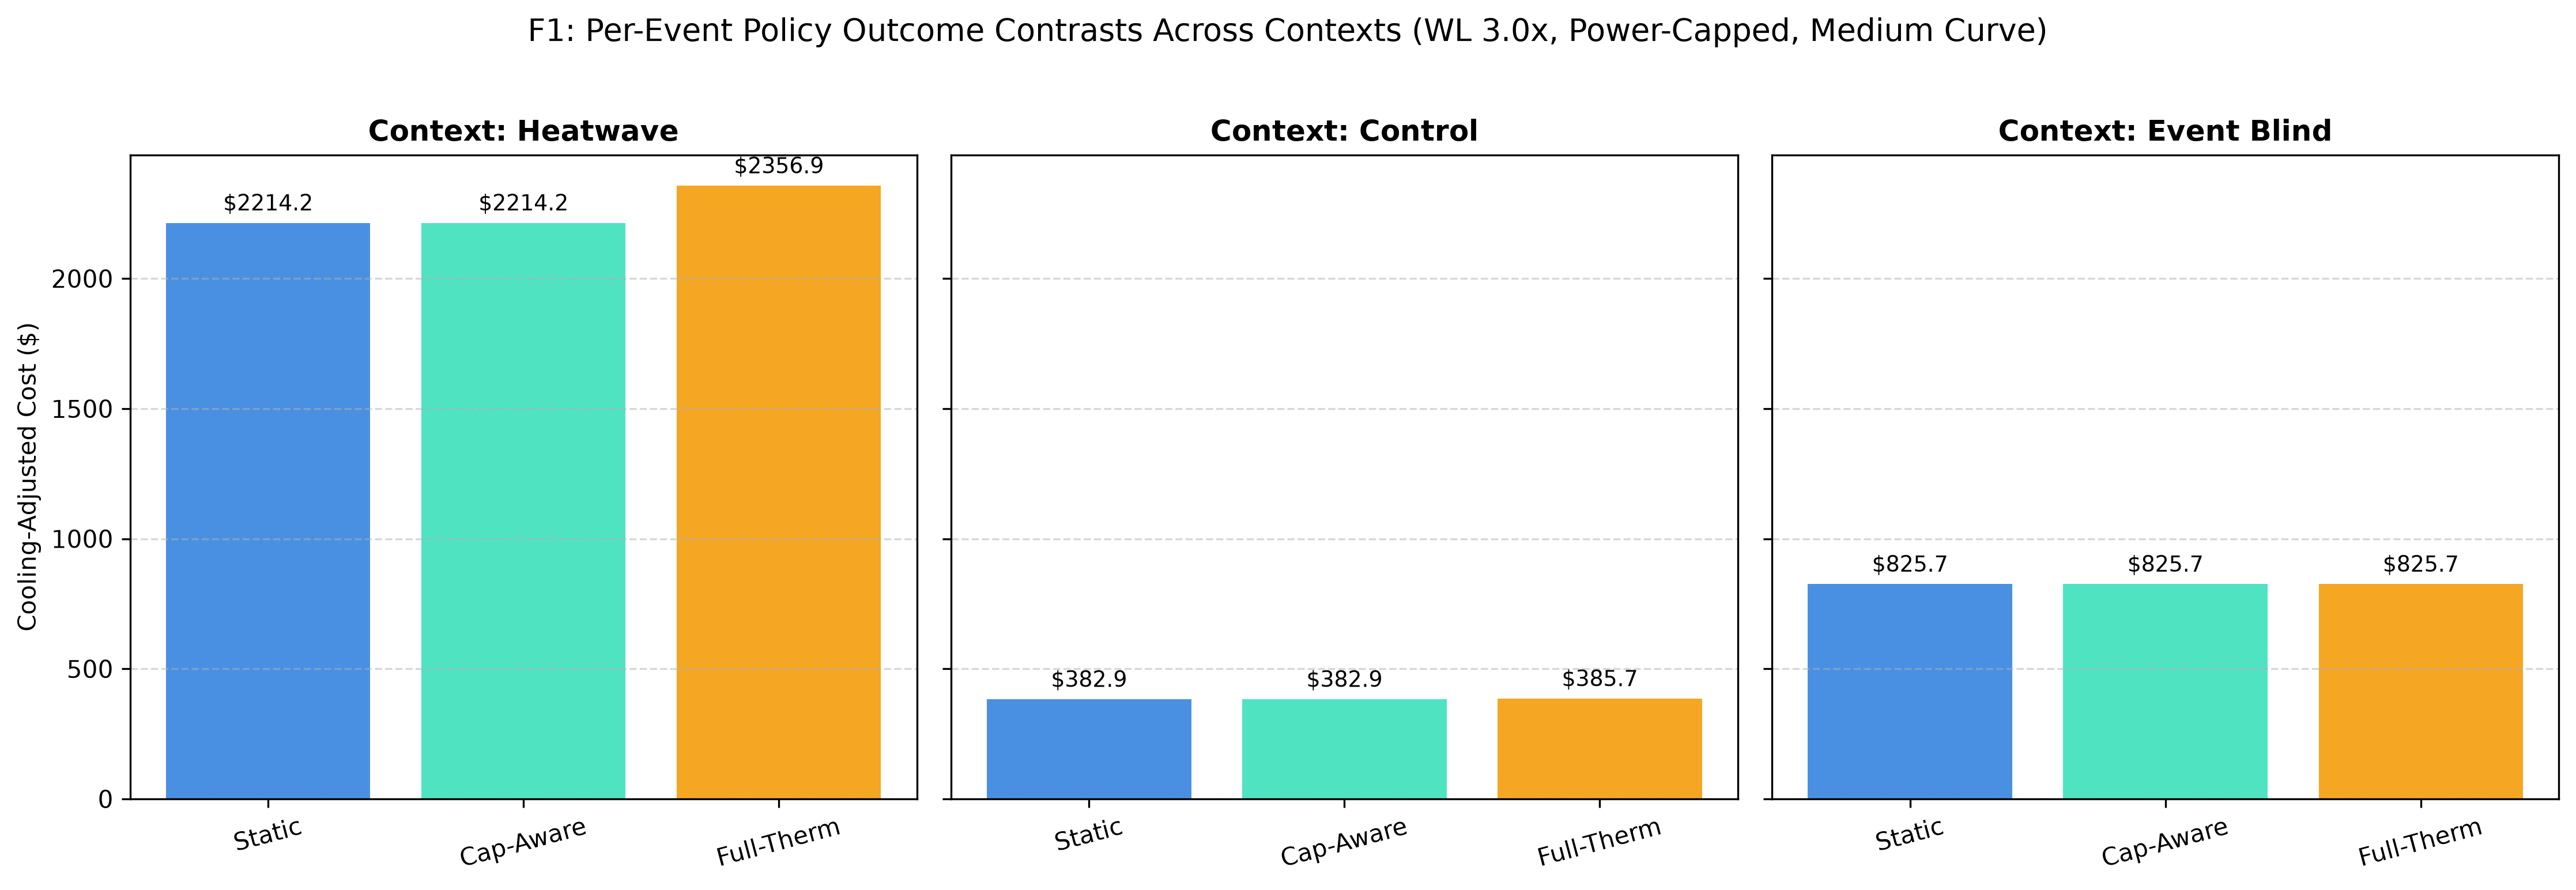 F1: Per-Event Policy Outcome Contrasts Across Contexts (WL 3.0x, Power-Capped, Medium Curve)
Context: Heatwave
Cooling-Adjusted Cost ($)
2000
1500
1000
500
0
$2214.2
$2214.2
$2356.9
Static
Cap-Aware
Full-Therm
Context: Control
$382.9
$382.9
$385.7
Static
Cap-Aware
Full-Therm
Context: Event Blind
$825.7
$825.7
$825.7
Static
Cap-Aware
Full-Therm